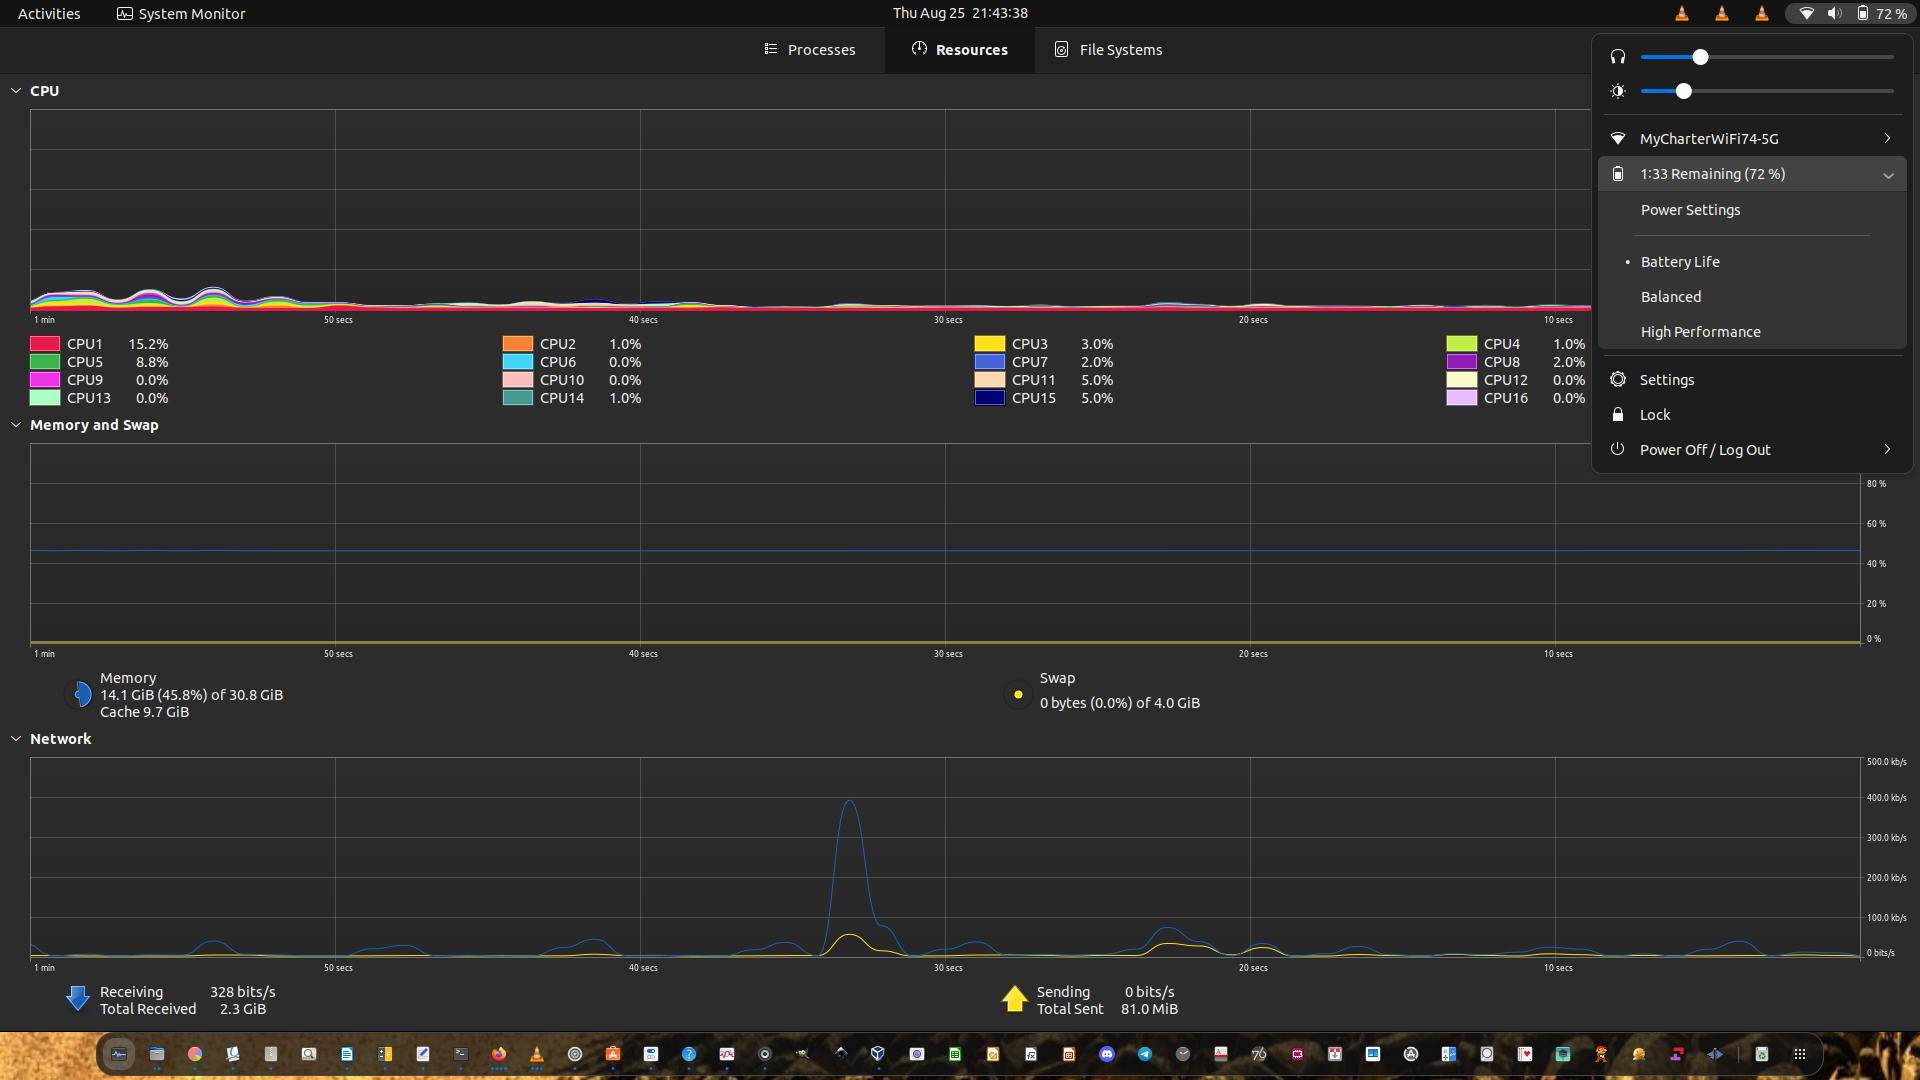 Activities System Monitor Thu Aug 25 21:43:38 72 %
Processes Resources File Systems
CPU
1 min 50 secs 40 secs 30 secs 20 secs 10 secs
CPU1 15.2% CPU2 1.0% CPU3 3.0% CPU4 1.0%
CPU5 8.8% CPU6 0.0% CPU7 2.0% CPU8 2.0%
CPU9 0.0% CPU10 0.0% CPU11 5.0% CPU12 0.0%
CPU13 0.0% CPU14 1.0% CPU15 5.0% CPU16 0.0%
MyCharterWiFi74-5G
1:33 Remaining (72 %)
Power Settings
• Battery Life
Balanced
High Performance
Settings
Lock
Power Off / Log Out
Memory and Swap
80 %
60 %
40 %
20 %
0 %
1 min 50 secs 40 secs 30 secs 20 secs 10 secs
Memory
14.1 GiB (45.8%) of 30.8 GiB
Cache 9.7 GiB
Swap
0 bytes (0.0%) of 4.0 GiB
Network
500.0 kb/s
400.0 kb/s
300.0 kb/s
200.0 kb/s
100.0 kb/s
0 bits/s
1 min 50 secs 40 secs 30 secs 20 secs 10 secs
Receiving 328 bits/s
Total Received 2.3 GiB
Sending 0 bits/s
Total Sent 81.0 MiB
76